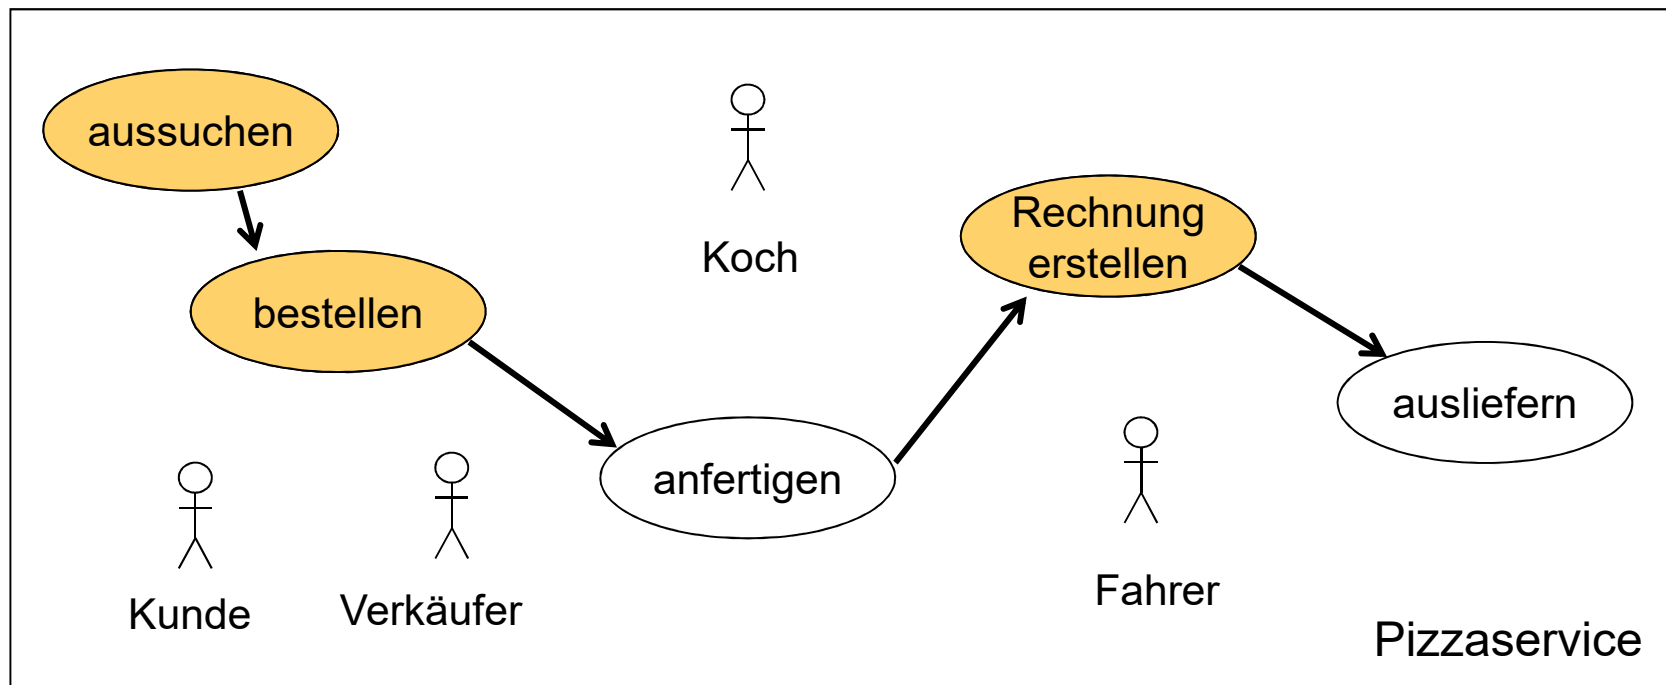 aussuchen
bestellen
Koch
Rechnung
erstellen
ausliefern
anfertigen
Kunde
Verkäufer
Fahrer
Pizzaservice